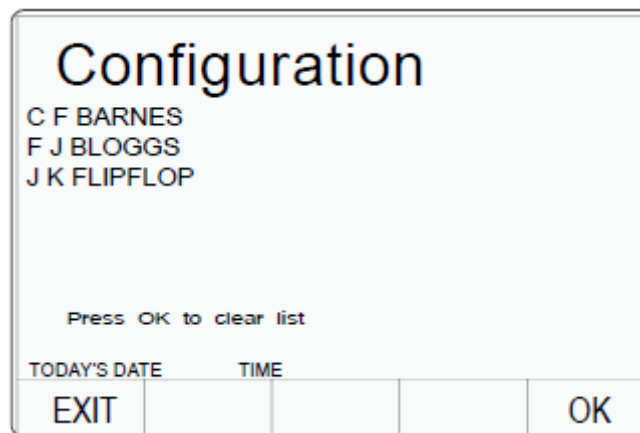 Configuration
C F BARNES
F J BLOGGS
J K FLIPFLOP
Press OK to clear list
TODAY'S DATE TIME
EXIT OK